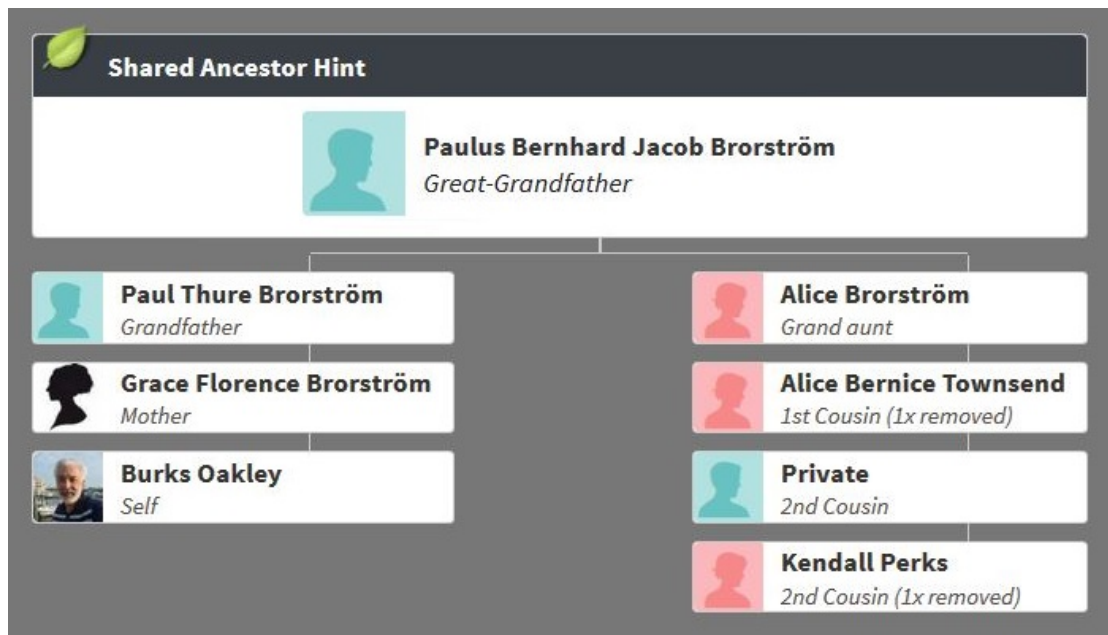 Shared Ancestor Hint
Paulus Bernhard Jacob Brorström
Great-Grandfather
Paul Thure Brorström
Grandfather
Grace Florence Brorström
Mother
Burks Oakley
Self
Alice Brorström
Grand aunt
Alice Bernice Townsend
1st Cousin (1x removed)
Private
2nd Cousin
Kendall Perks
2nd Cousin (1x removed)